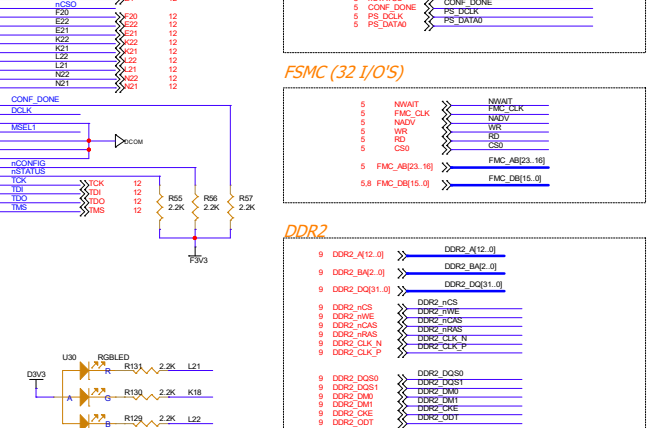 nCSO
F20 F20 12
E22 E22 12
E21 E21 12
K22 K22 12
K21 K21 12
L22 L22 12
L21 L21 12
N22 N22 12
N21 N21 12
CONF_DONE
DCLK
MSEL1
DCOM
nCONFIG
nSTATUS
TCK TCK 12
TDI TDI 12
TDO TDO 12
TMS TMS 12
R55 R56 R57
2.2K 2.2K 2.2K
F3V3
U30 RGBLED
D3V3
R R131 2.2K L21
A G R130 2.2K K18
B R129 2.2K L22
5 CONF_DONE CONF_DONE
5 PS_DCLK PS_DCLK
5 PS_DATA0 PS_DATA0
FSMC (32 I/O'S)
5 NWAIT NWAIT
5 FMC_CLK FMC_CLK
5 NADV NADV
5 WR WR
5 RD RD
5 CS0 CS0
5 FMC_AB[23..16] FMC_AB[23..16]
5,8 FMC_DB[15..0] FMC_DB[15..0]
DDR2
9 DDR2_A[12..0] DDR2_A[12..0]
9 DDR2_BA[2..0] DDR2_BA[2..0]
9 DDR2_DQ[31..0] DDR2_DQ[31..0]
9 DDR2_nCS DDR2_nCS
9 DDR2_nWE DDR2_nWE
9 DDR2_nCAS DDR2_nCAS
9 DDR2_nRAS DDR2_nRAS
9 DDR2_CLK_N DDR2_CLK_N
9 DDR2_CLK_P DDR2_CLK_P
9 DDR2_DQS0 DDR2_DQS0
9 DDR2_DQS1 DDR2_DQS1
9 DDR2_DM0 DDR2_DM0
9 DDR2_DM1 DDR2_DM1
9 DDR2_CKE DDR2_CKE
9 DDR2_ODT DDR2_ODT